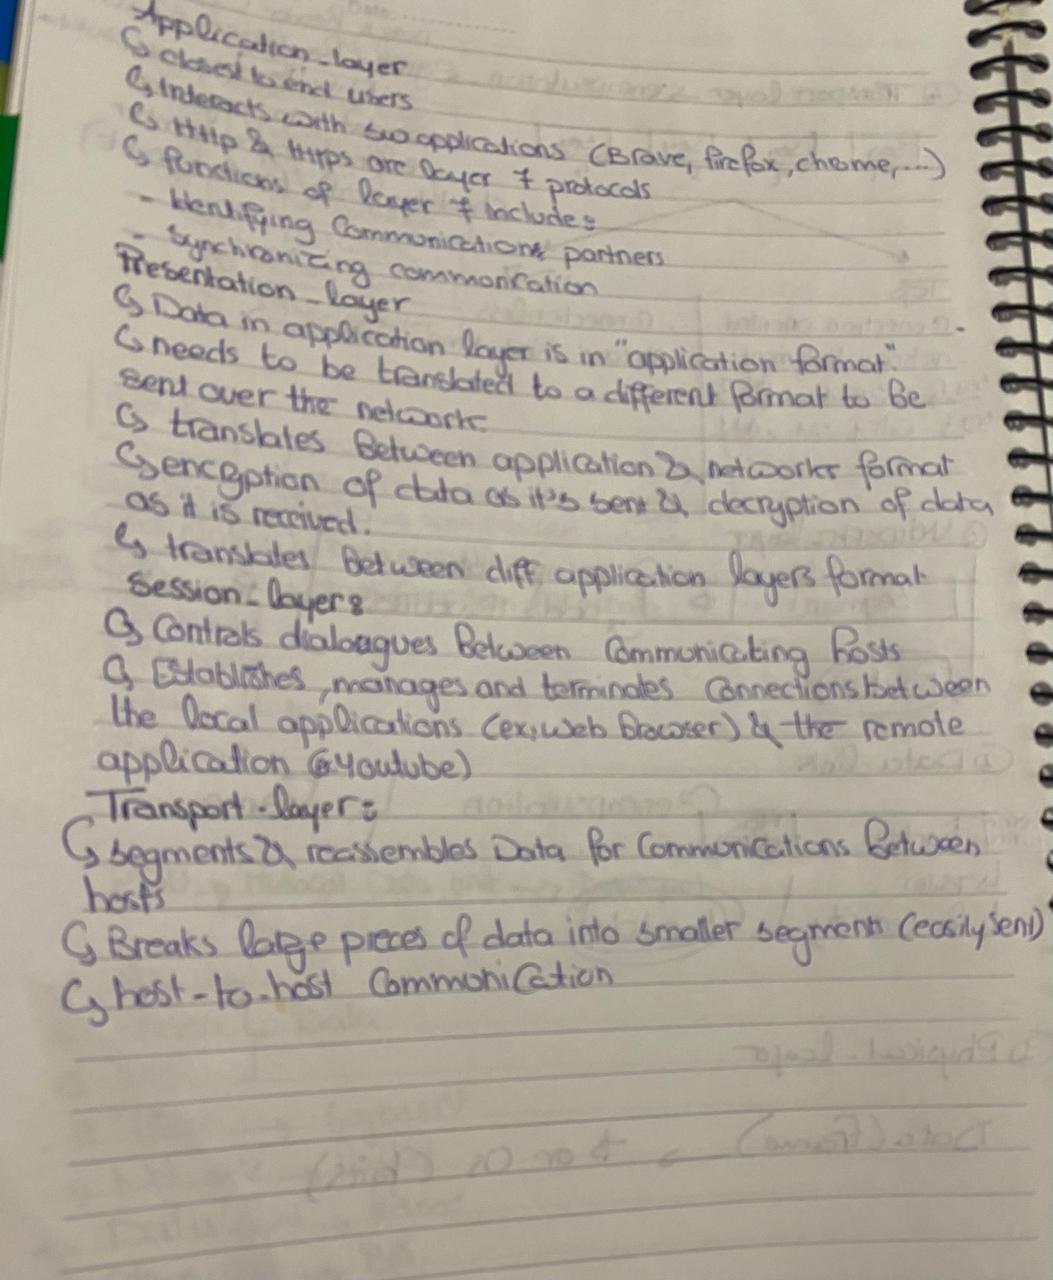 Application-layer
↳ closest to end users
↳ Interacts with applications (Brave, firefox, chrome, ...)
↳ Http & Https are layer 7 protocols
↳ functions of layer 7 include:
- Identifying Communications partners
- Synchronizing communication
Presentation-layer
↳ Data in application layer is in "application format".
↳ needs to be translated to a different format to be
sent over the network.
↳ translates Between application & networks format
↳ encryption of data as it's sent & decryption of data
as it is received.
↳ translates Between diff application layers format
Session-layer:
↳ Controls dialougues Between Communicating hosts
↳ Establishes, manages and terminates Connections between
the local applications (ex: web browser) & the remote
application (Youtube)
Transport-layer:
↳ segments & reassembles Data for Communications Between
hosts
↳ Breaks large pieces of data into smaller segment (easily sent)
↳ host-to-host Communication